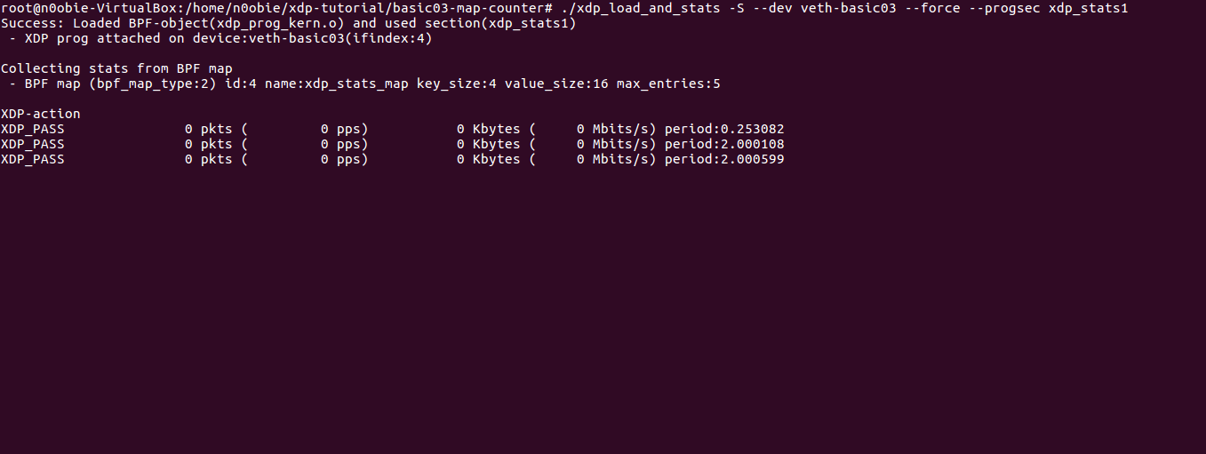 root@n0obie-VirtualBox:/home/n0obie/xdp-tutorial/basic03-map-counter# ./xdp_load_and_stats -S --dev veth-basic03 --force --progsec xdp_stats1
Success: Loaded BPF-object(xdp_prog_kern.o) and used section(xdp_stats1)
 - XDP prog attached on device:veth-basic03(ifindex:4)

Collecting stats from BPF map
 - BPF map (bpf_map_type:2) id:4 name:xdp_stats_map key_size:4 value_size:16 max_entries:5

XDP-action
XDP_PASS               0 pkts (         0 pps)           0 Kbytes (     0 Mbits/s) period:0.253082
XDP_PASS               0 pkts (         0 pps)           0 Kbytes (     0 Mbits/s) period:2.000108
XDP_PASS               0 pkts (         0 pps)           0 Kbytes (     0 Mbits/s) period:2.000599